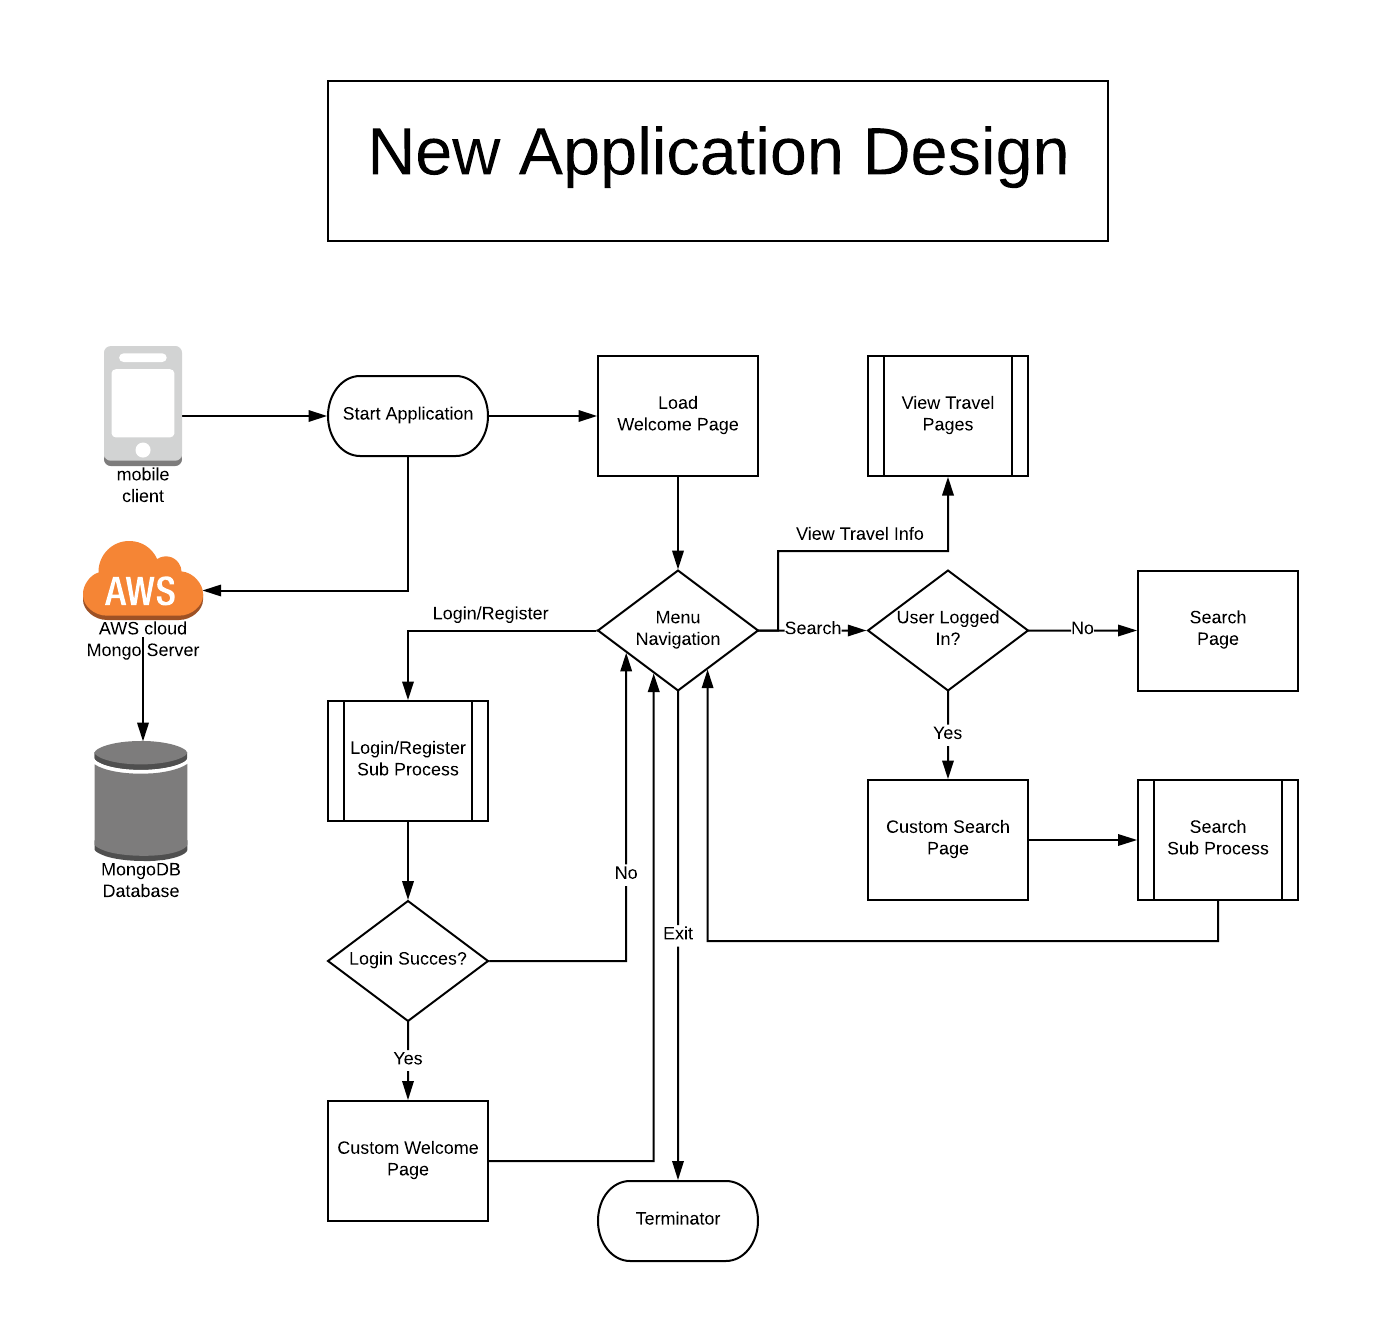 New Application Design
mobile
client
Start Application
Load
Welcome Page
View Travel
Pages
View Travel Info
AWS
AWS cloud
Mongo Server
Login/Register
Menu
Navigation
Search
User Logged
In?
No
Search
Page
Yes
Login/Register
Sub Process
Custom Search
Page
Search
Sub Process
MongoDB
Database
No
Exit
Login Succes?
Yes
Custom Welcome
Page
Terminator